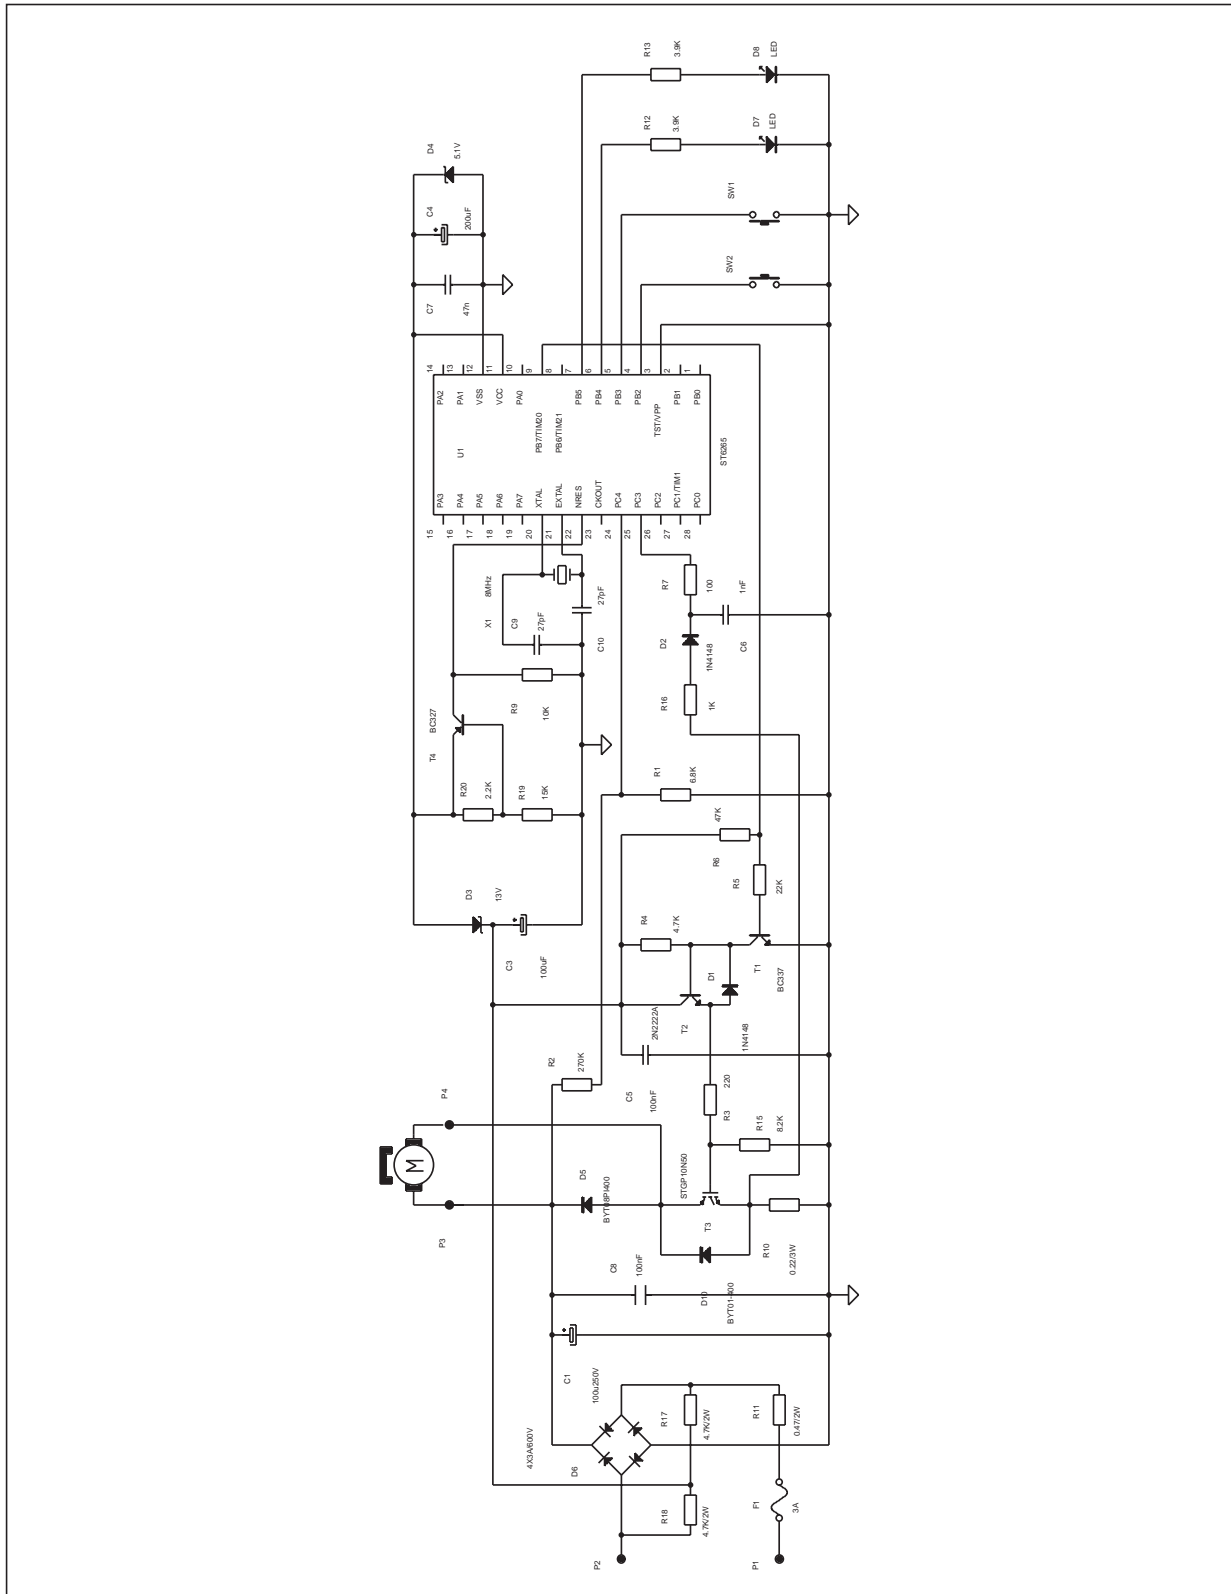 R13
3.9K
D8
LED
R12
3.9K
D7
LED
D4
5.1V
C4
200uF
+
SW1
SW2
C7
47n
14
13
12
11
10
9
8
7
6
5
4
3
2
1
PA2
PA1
VSS
VCC
PA0
PB7/TIM20
PB6/TIM21
PB5
PB4
PB3
PB2
TST/VPP
PB1
PB0
U1
ST6265
PA3
PA4
PA5
PA6
PA7
XTAL
EXTAL
NRES
CKOUT
PC4
PC3
PC2
PC1/TIM1
PC0
15
16
17
18
19
20
21
22
23
24
25
26
27
28
8MHz
X1
C9
27pF
27pF
C10
R7
100
1nF
C6
D2
1N4148
R16
1K
R9
10K
BC327
T4
R20
2.2K
R19
15K
R1
6.8K
47K
R6
R5
22K
D3
13V
+
C3
100uF
R4
4.7K
D1
T1
BC337
2N2222A
T2
1N4148
R2
270K
C5
100nF
220
R3
R15
8.2K
P4
M
P3
D5
BYT08PI400
STGP10N50
T3
R10
0.22/3W
C8
100nF
D10
BYT01-400
+
C1
100u250V
4X3A/600V
D6
R17
4.7K/2W
R11
0.47/2W
R18
4.7K/2W
F1
3A
P2
P1